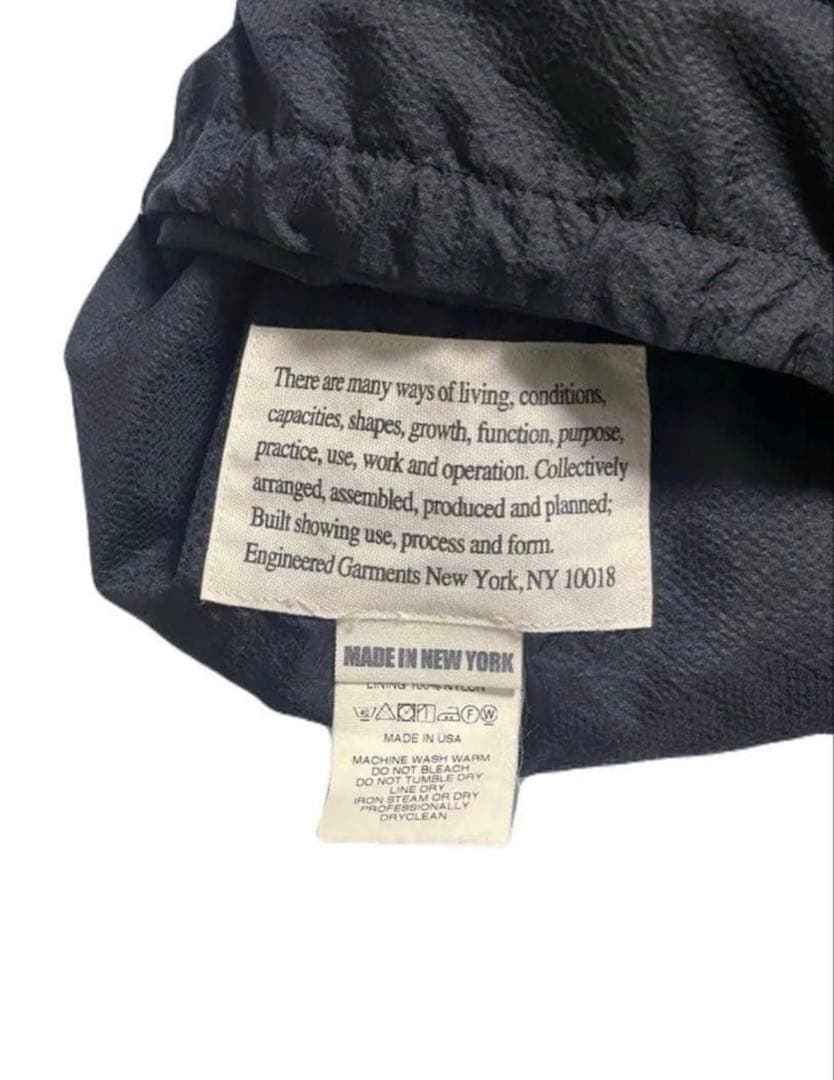 There are many ways of living, conditions,
capacities, shapes, growth, function, purpose,
practice, use, work and operation. Collectively
arranged, assembled, produced and planned;
Built showing use, process and form.
Engineered Garments New York, NY 10018
MADE IN NEW YORK
LINING 100% NYLON
F W
MADE IN USA
MACHINE WASH WARM
DO NOT BLEACH
DO NOT TUMBLE DRY
LINE DRY
IRON STEAM OR DRY
PROFESSIONALLY
DRYCLEAN